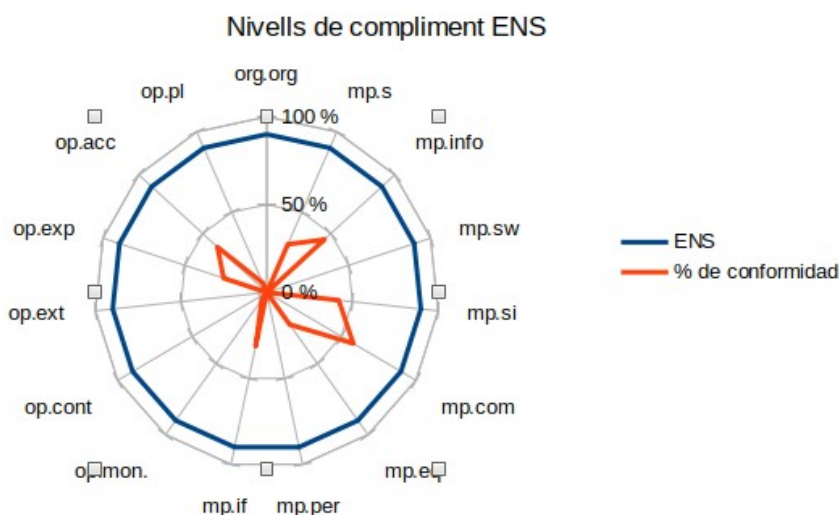 Nivells de compliment ENS
org.org
op.pl
mp.s
100 %
op.acc
mp.info
50 %
op.exp
mp.sw
ENS
% de conformidad
0 %
op.ext
mp.si
op.cont
mp.com
mp.if
mp.per